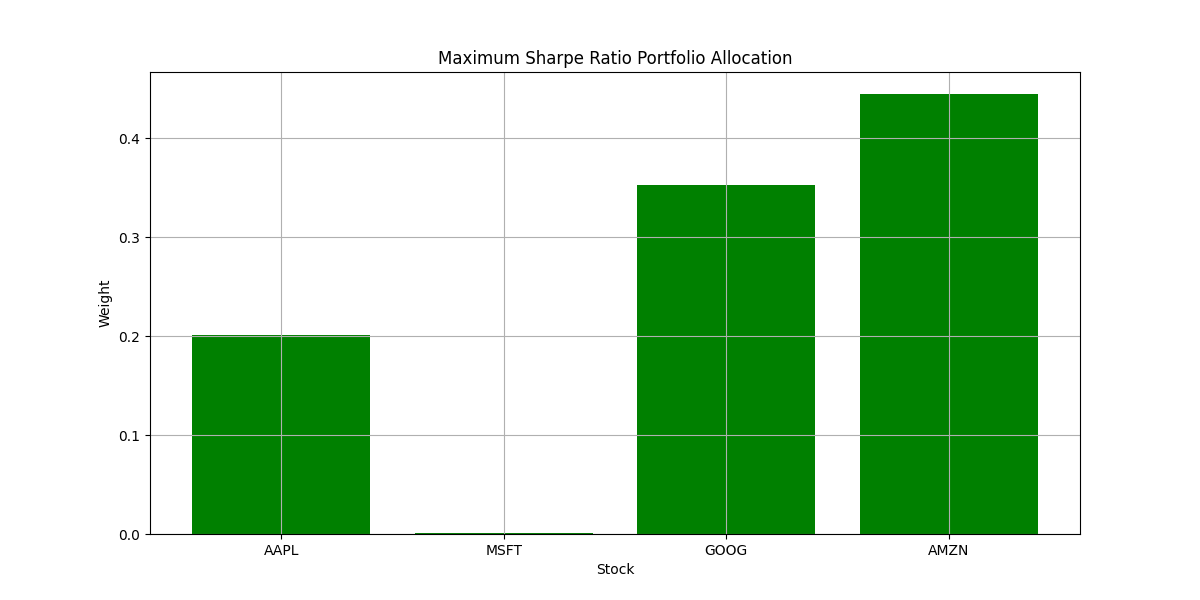 Maximum Sharpe Ratio Portfolio Allocation
Weight
0.4
0.3
0.2
0.1
0.0
AAPL MSFT GOOG AMZN
Stock